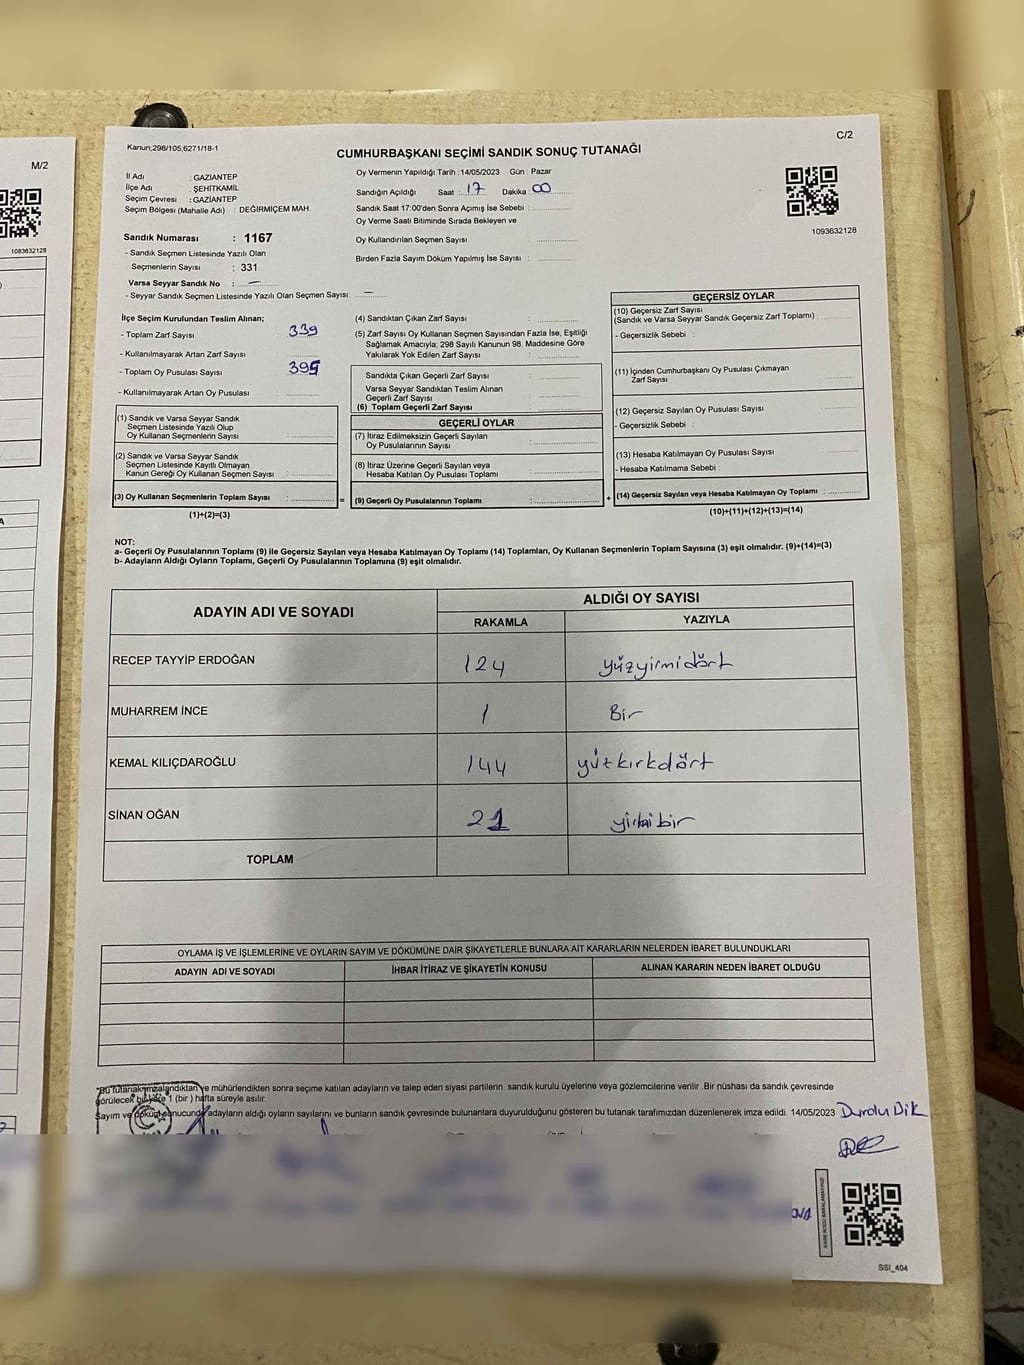 M/2
1083632128
Kanun;298/105,6271/18-1
C/2
CUMHURBAŞKANI SEÇİMİ SANDIK SONUÇ TUTANAĞI
İl Adı : GAZİANTEP
İlçe Adı : ŞEHİTKAMİL
Seçim Çevresi : GAZİANTEP
Seçim Bölgesi (Mahalle Adı) : DEĞİRMİÇEM MAH.
Oy Vermenin Yapıldığı Tarih : 14/05/2023 Gün : Pazar
Sandığın Açıldığı Saat : 17 Dakika : 00
Sandık Saat 17:00'den Sonra Açımış İse Sebebi :
Oy Verme Saati Bitiminde Sırada Bekleyen ve
Oy Kullandırılan Seçmen Sayısı
Birden Fazla Sayım Döküm Yapılmış İse Sayısı :
1093632128
Sandık Numarası : 1167
- Sandık Seçmen Listesinde Yazılı Olan
Seçmenlerin Sayısı : 331
Varsa Seyyar Sandık No : —
- Seyyar Sandık Seçmen Listesinde Yazılı Olan Seçmen Sayısı: —
İlçe Seçim Kurulundan Teslim Alınan;
- Toplam Zarf Sayısı 339
- Kullanılmayarak Artan Zarf Sayısı
- Toplam Oy Pusulası Sayısı 395
- Kullanılmayarak Artan Oy Pusulası :
(1) Sandık ve Varsa Seyyar Sandık
Seçmen Listesinde Yazılı Olup
Oy Kullanan Seçmenlerin Sayısı :
(2) Sandık ve Varsa Seyyar Sandık
Seçmen Listesinde Kayıtlı Olmayan
Kanun Gereği Oy Kullanan Seçmen Sayısı :
(3) Oy Kullanan Seçmenlerin Toplam Sayısı :
=
(1)+(2)=(3)
(4) Sandıktan Çıkan Zarf Sayısı :
(5) Zarf Sayısı Oy Kullanan Seçmen Sayısından Fazla İse, Eşitliği
Sağlamak Amacıyla; 298 Sayılı Kanunun 98. Maddesine Göre
Yakılarak Yok Edilen Zarf Sayısı :
Sandıkta Çıkan Geçerli Zarf Sayısı :
Varsa Seyyar Sandıktan Teslim Alınan
Geçerli Zarf Sayısı :
(6) Toplam Geçerli Zarf Sayısı :
GEÇERLİ OYLAR
(7) İtiraz Edilmeksizin Geçerli Sayılan
Oy Pusulalarının Sayısı :
(8) İtiraz Üzerine Geçerli Sayılan veya
Hesaba Katılan Oy Pusulası Toplamı :
(9) Geçerli Oy Pusulalarının Toplamı :
+
GEÇERSİZ OYLAR
(10) Geçersiz Zarf Sayısı
(Sandık ve Varsa Seyyar Sandık Geçersiz Zarf Toplamı) :
- Geçersizlik Sebebi :
(11) İçinden Cumhurbaşkanı Oy Pusulası Çıkmayan
Zarf Sayısı
(12) Geçersiz Sayılan Oy Pusulası Sayısı
- Geçersizlik Sebebi :
(13) Hesaba Katılmayan Oy Pusulası Sayısı
- Hesaba Katılmama Sebebi :
(14) Geçersiz Sayılan veya Hesaba Katılmayan Oy Toplamı :
(10)+(11)+(12)+(13)=(14)
NOT:
a- Geçerli Oy Pusulalarının Toplamı (9) ile Geçersiz Sayılan veya Hesaba Katılmayan Oy Toplamı (14) Toplamları, Oy Kullanan Seçmenlerin Toplam Sayısına (3) eşit olmalıdır. (9)+(14)=(3)
b- Adayların Aldığı Oyların Toplamı, Geçerli Oy Pusulalarının Toplamına (9) eşit olmalıdır.
ADAYIN ADI VE SOYADI
ALDIĞI OY SAYISI
RAKAMLA YAZIYLA
RECEP TAYYİP ERDOĞAN 124 yüzyirmidört
MUHARREM İNCE 1 Bir
KEMAL KILIÇDAROĞLU 144 yüzkırkdört
SİNAN OĞAN 21 yirmibir
TOPLAM
OYLAMA İŞ VE İŞLEMLERİNE VE OYLARIN SAYIM VE DÖKÜMÜNE DAİR ŞİKAYETLERLE BUNLARA AİT KARARLARIN NELERDEN İBARET BULUNDUKLARI
ADAYIN ADI VE SOYADI İHBAR İTİRAZ VE ŞİKAYETİN KONUSU ALINAN KARARIN NEDEN İBARET OLDUĞU
"Bu tutanak imzalandıktan ve mühürlendikten sonra seçime katılan adayların ve talep eden siyasi partilerin sandık kurulu üyelerine veya gözlemcilerine verilir .Bir nüshası da sandık çevresinde
görülecek bir yere 1 (bir ) hafta süreyle asılır.
Sayım ve döküm sonucunda adayların aldığı oyların sayılarını ve bunların sandık çevresinde bulunanlara duyurulduğunu gösteren bu tutanak tarafımızdan düzenlenerek imza edildi. 14/05/2023 Durdu Dik
SSI_404